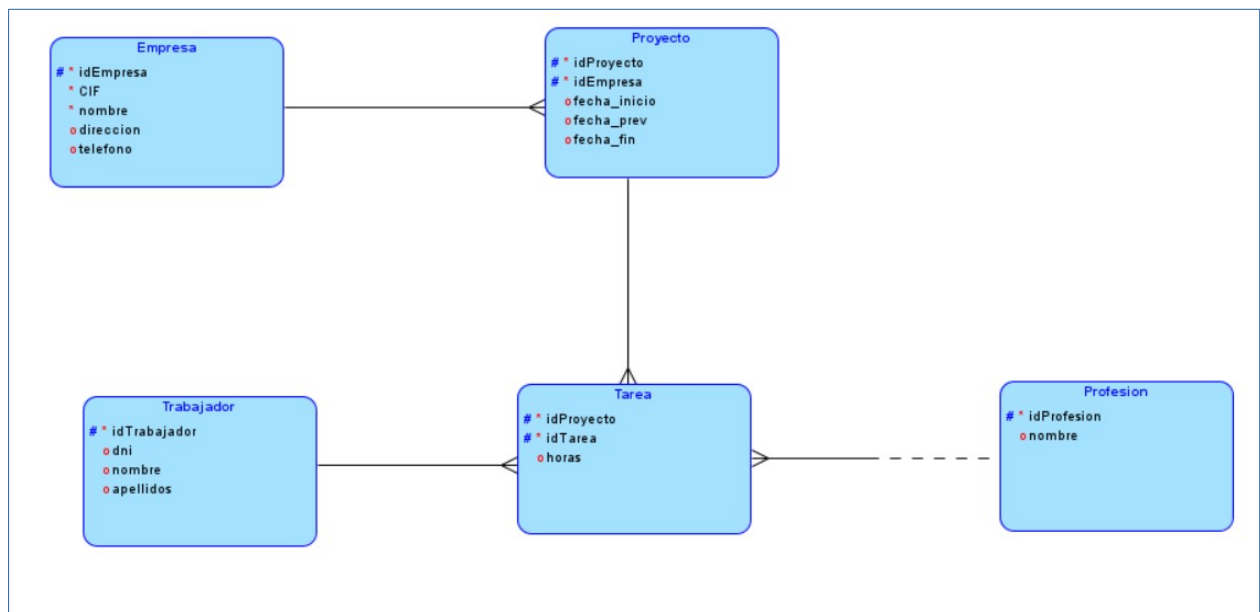 Empresa
# * idEmpresa
* CIF
* nombre
o direccion
o telefono
Proyecto
# * idProyecto
# * idEmpresa
o fecha_inicio
o fecha_prev
o fecha_fin
Trabajador
# * idTrabajador
o dni
o nombre
o apellidos
Tarea
# * idProyecto
# * idTarea
o horas
Profesion
# * idProfesion
o nombre